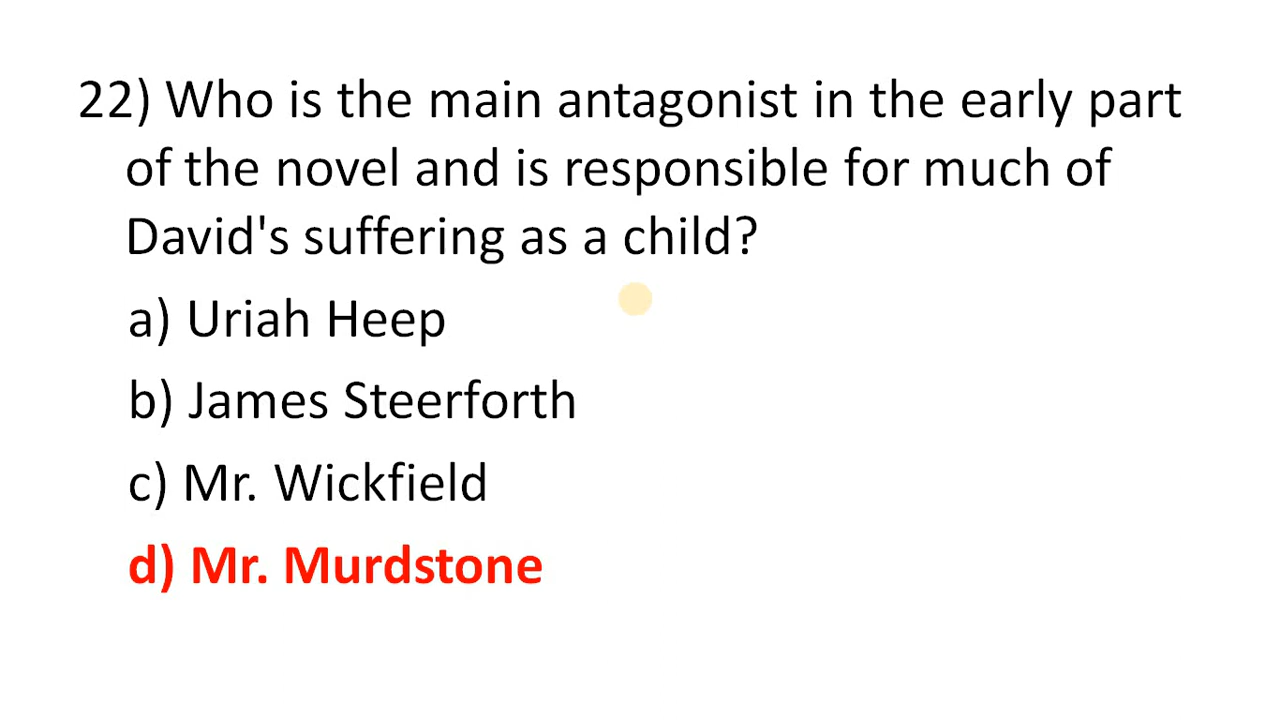 22) Who is the main antagonist in the early part
of the novel and is responsible for much of
David's suffering as a child?
a) Uriah Heep
b) James Steerforth
c) Mr. Wickfield
d) Mr. Murdstone